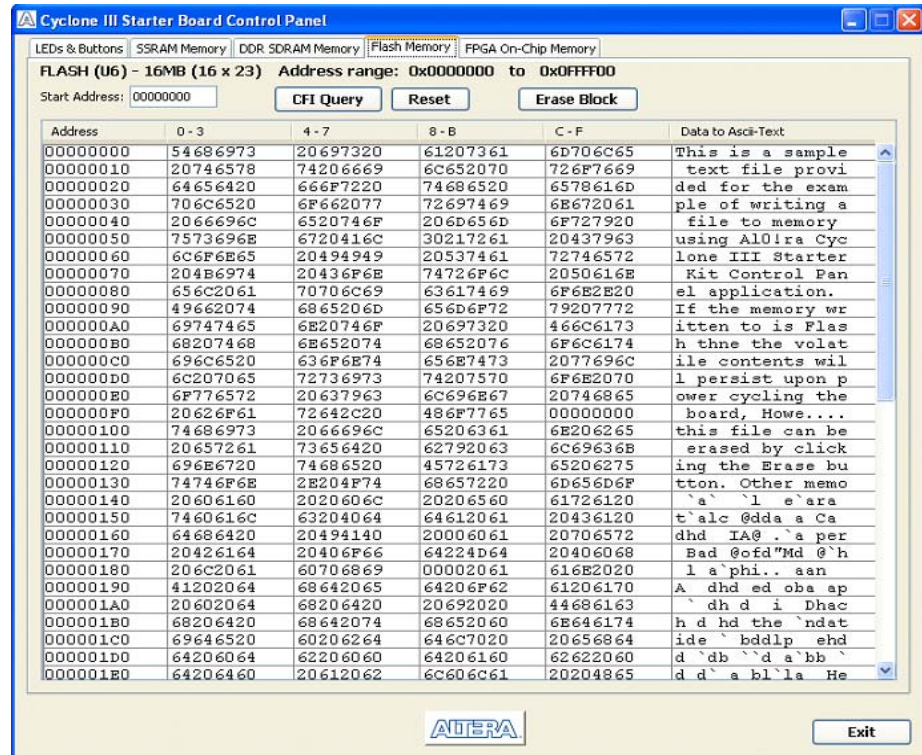 Cyclone III Starter Board Control Panel
LEDs & Buttons SSRAM Memory DDR SDRAM Memory Flash Memory FPGA On-Chip Memory
FLASH (U6) - 16MB (16 x 23) Address range: 0x0000000 to 0x0FFFF00
Start Address: 00000000 CFI Query Reset Erase Block
Address 0 - 3 4 - 7 8 - B C - F Data to Ascii-Text
00000000 54686973 20697320 61207361 6D706C65 This is a sample
00000010 20746578 74206669 6C652070 726F7669 text file provi
00000020 64656420 666F7220 74686520 6578616D ded for the exam
00000030 706C6520 6F662077 72697469 6E672061 ple of writing a
00000040 2066696C 6520746F 206D656D 6F727920 file to memory
00000050 7573696E 6720416C 30217261 20437963 using Al0!ra Cyc
00000060 6C6F6E65 20494949 20537461 72746572 lone III Starter
00000070 204B6974 20436F6E 74726F6C 2050616E Kit Control Pan
00000080 656C2061 70706C69 63617469 6F6E2E20 el application.
00000090 49662074 6865206D 656D6F72 79207772 If the memory wr
000000A0 69747465 6E20746F 20697320 466C6173 itten to is Flas
000000B0 68207468 6E652074 68652076 6F6C6174 h thne the volat
000000C0 696C6520 636F6E74 656E7473 2077696C ile contents wil
000000D0 6C207065 72736973 74207570 6F6E2070 l persist upon p
000000E0 6F776572 20637963 6C696E67 20746865 ower cycling the
000000F0 20626F61 72642C20 486F7765 00000000 board, Howe....
00000100 74686973 2066696C 65206361 6E206265 this file can be
00000110 20657261 73656420 62792063 6C69636B erased by click
00000120 696E6720 74686520 45726173 65206275 ing the Erase bu
00000130 74746F6E 2E204F74 68657220 6D656D6F tton. Other memo
00000140 20606160 2020606C 20206560 61726120 `a` `l e`ara
00000150 7460616C 63204064 64612061 20436120 t`alc @dda a Ca
00000160 64686420 20494140 20006061 20706572 dhd IA@ .`a per
00000170 20426164 20406F66 64224D64 20406068 Bad @ofd"Md @`h
00000180 206C2061 60706869 00002061 616E2020 l a`phi.. aan
00000190 41202064 68642065 64206F62 61206170 A dhd ed oba ap
000001A0 20602064 68206420 20692020 44686163 ` dh d i Dhac
000001B0 68206420 68642074 68652060 6E646174 h d hd the `ndat
000001C0 69646520 60206264 646C7020 20656864 ide ` bddlp ehd
000001D0 64206064 62206060 64206160 62622060 d `db ``d a`bb `
000001E0 64206460 20612062 6C606C61 20204865 d d` a bl`la He
ALTERA
Exit